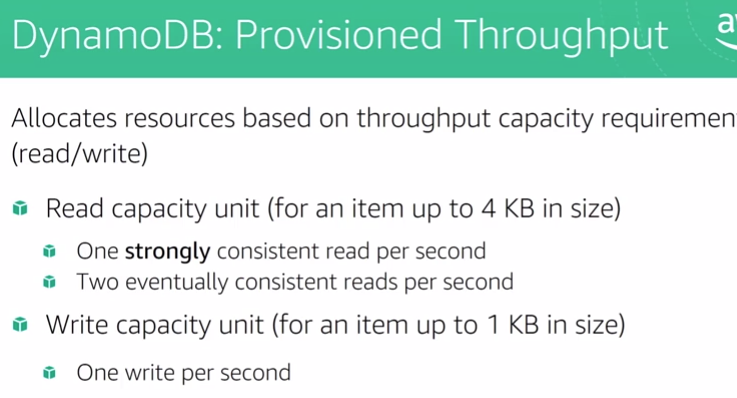 DynamoDB: Provisioned Throughput
Allocates resources based on throughput capacity
(read/write)
Read capacity unit (for an item up to 4 KB in size)
One strongly consistent read per second
Two eventually consistent reads per second
Write capacity unit (for an item up to 1 KB in size)
One write per second